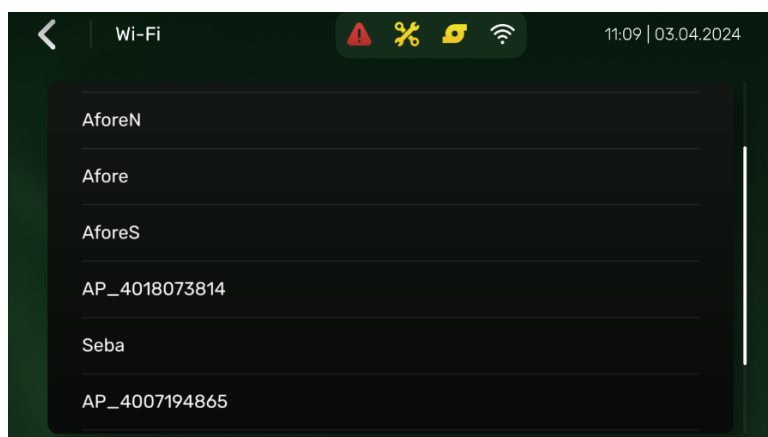 Wi-Fi
11:09 | 03.04.2024
AforeN
Afore
AforeS
AP_4018073814
Seba
AP_4007194865